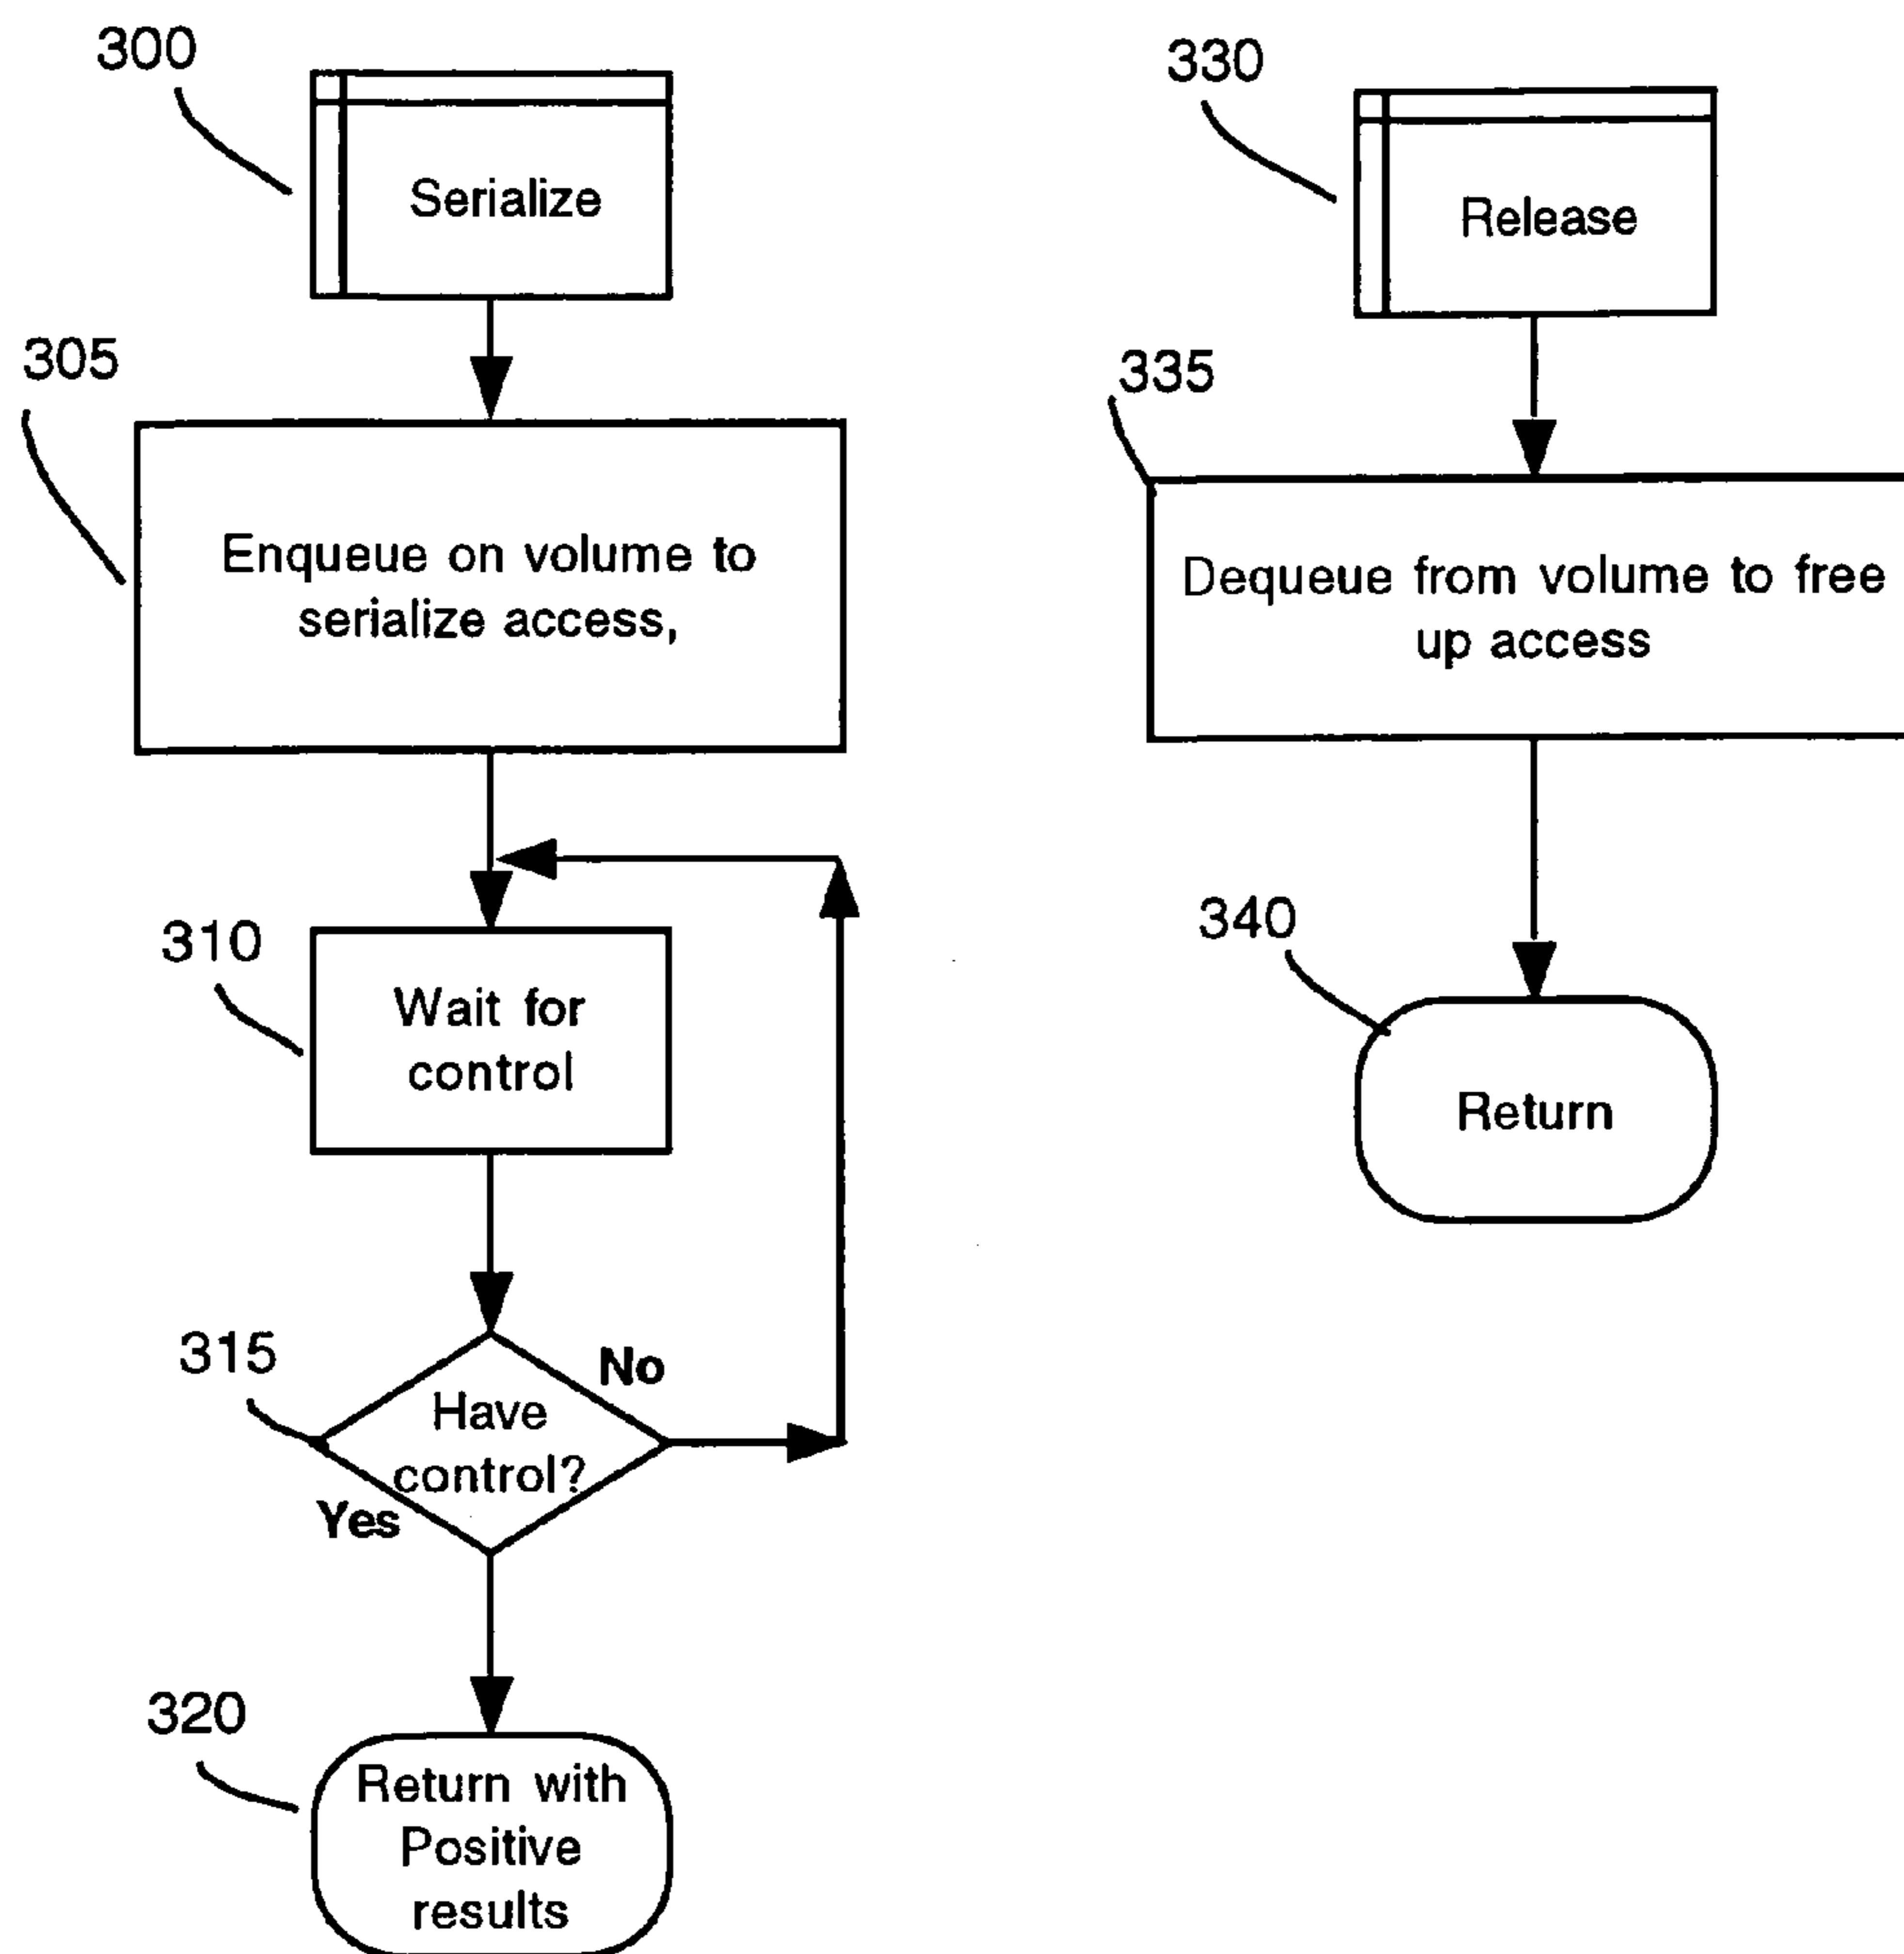 300
Serialize
305
Enqueue on volume to
serialize access,
310
Wait for
control
315
Have
control?
No
Yes
320
Return with
Positive
results
330
Release
335
Dequeue from volume to free
up access
340
Return